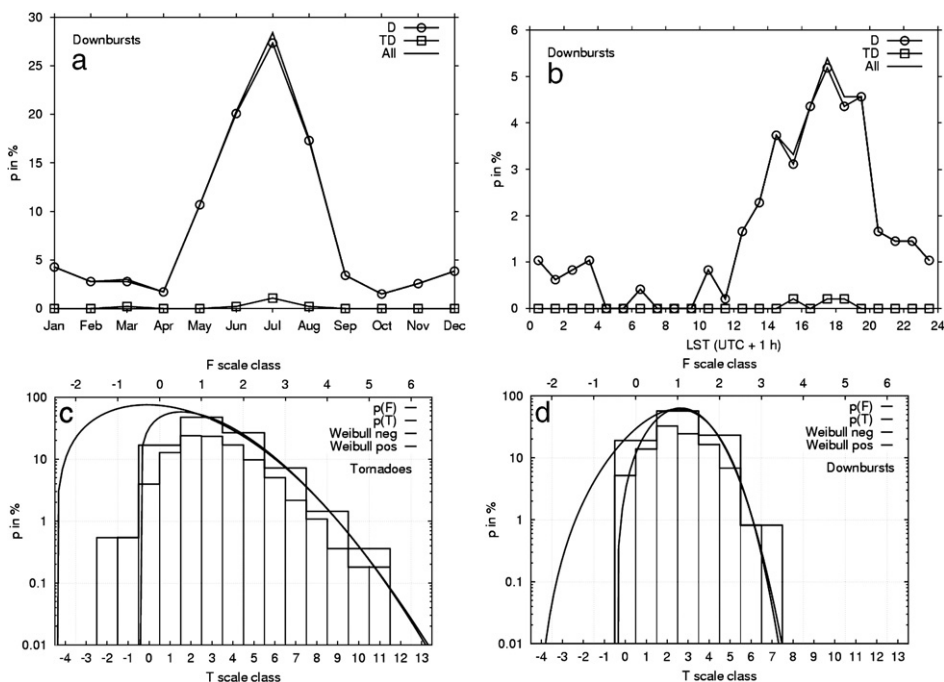 30
25
20
15
10
5
0
p in %
Downbursts
a
D
TD
All
Jan Feb Mar Apr May Jun Jul Aug Sep Oct Nov Dec
6
5
4
3
2
1
0
p in %
Downbursts
b
D
TD
All
0 2 4 6 8 10 12 14 16 18 20 22 24
LST (UTC + 1 h)
F scale class
-2 -1 0 1 2 3 4 5 6
100
10
1
0.1
0.01
p in %
c
p(F)
p(T)
Weibull neg
Weibull pos
Tornadoes
-4 -3 -2 -1 0 1 2 3 4 5 6 7 8 9 10 11 12 13
T scale class
F scale class
-2 -1 0 1 2 3 4 5 6
100
10
1
0.1
0.01
p in %
d
p(F)
p(T)
Weibull neg
Weibull pos
Downbursts
-4 -3 -2 -1 0 1 2 3 4 5 6 7 8 9 10 11 12 13
T scale class